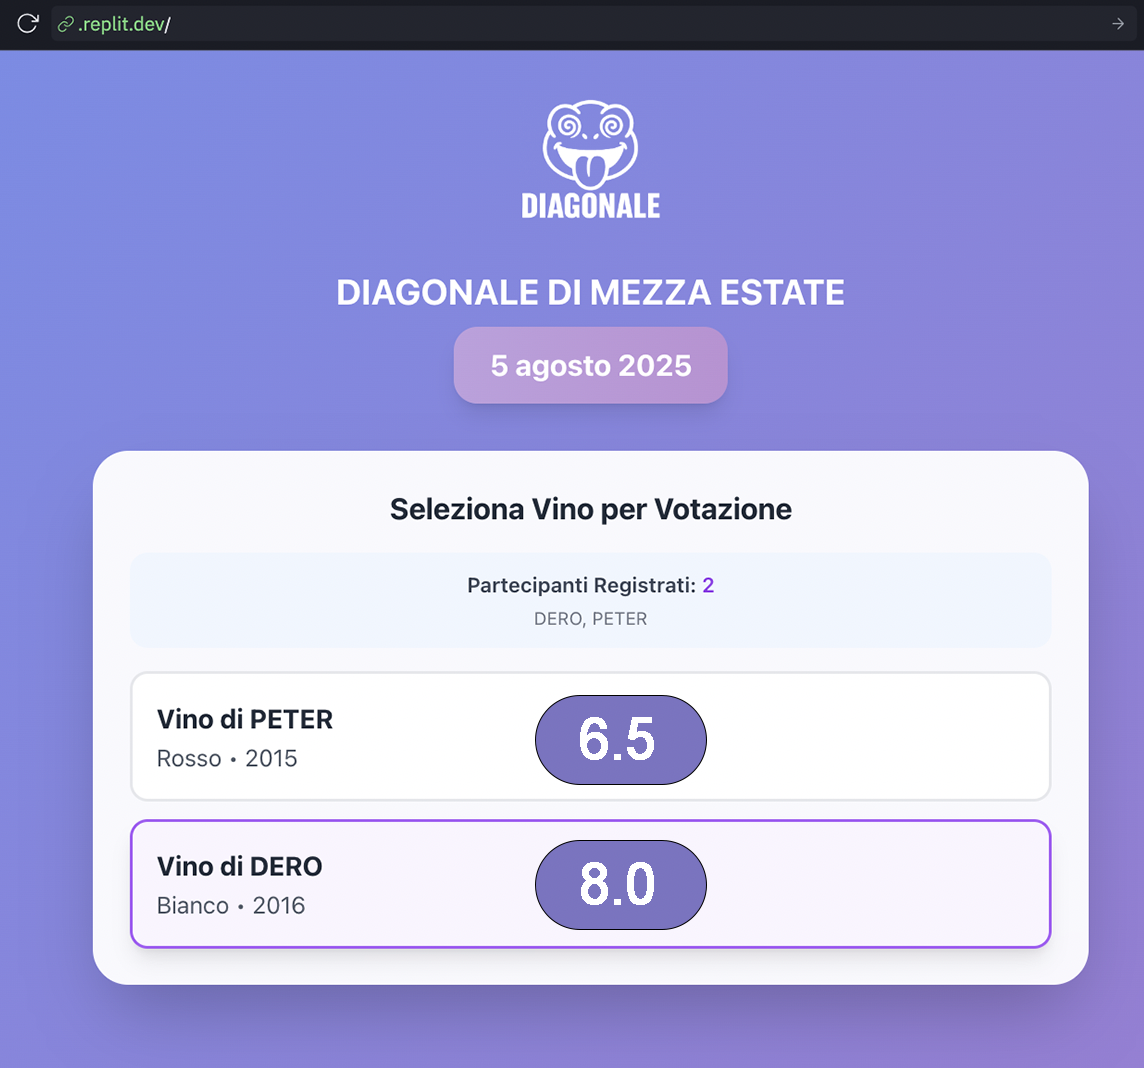 .replit.dev/
DIAGONALE
DIAGONALE DI MEZZA ESTATE
5 agosto 2025
Seleziona Vino per Votazione
Partecipanti Registrati: 2
DERO, PETER
Vino di PETER
Rosso • 2015
6.5
Vino di DERO
Bianco • 2016
8.0